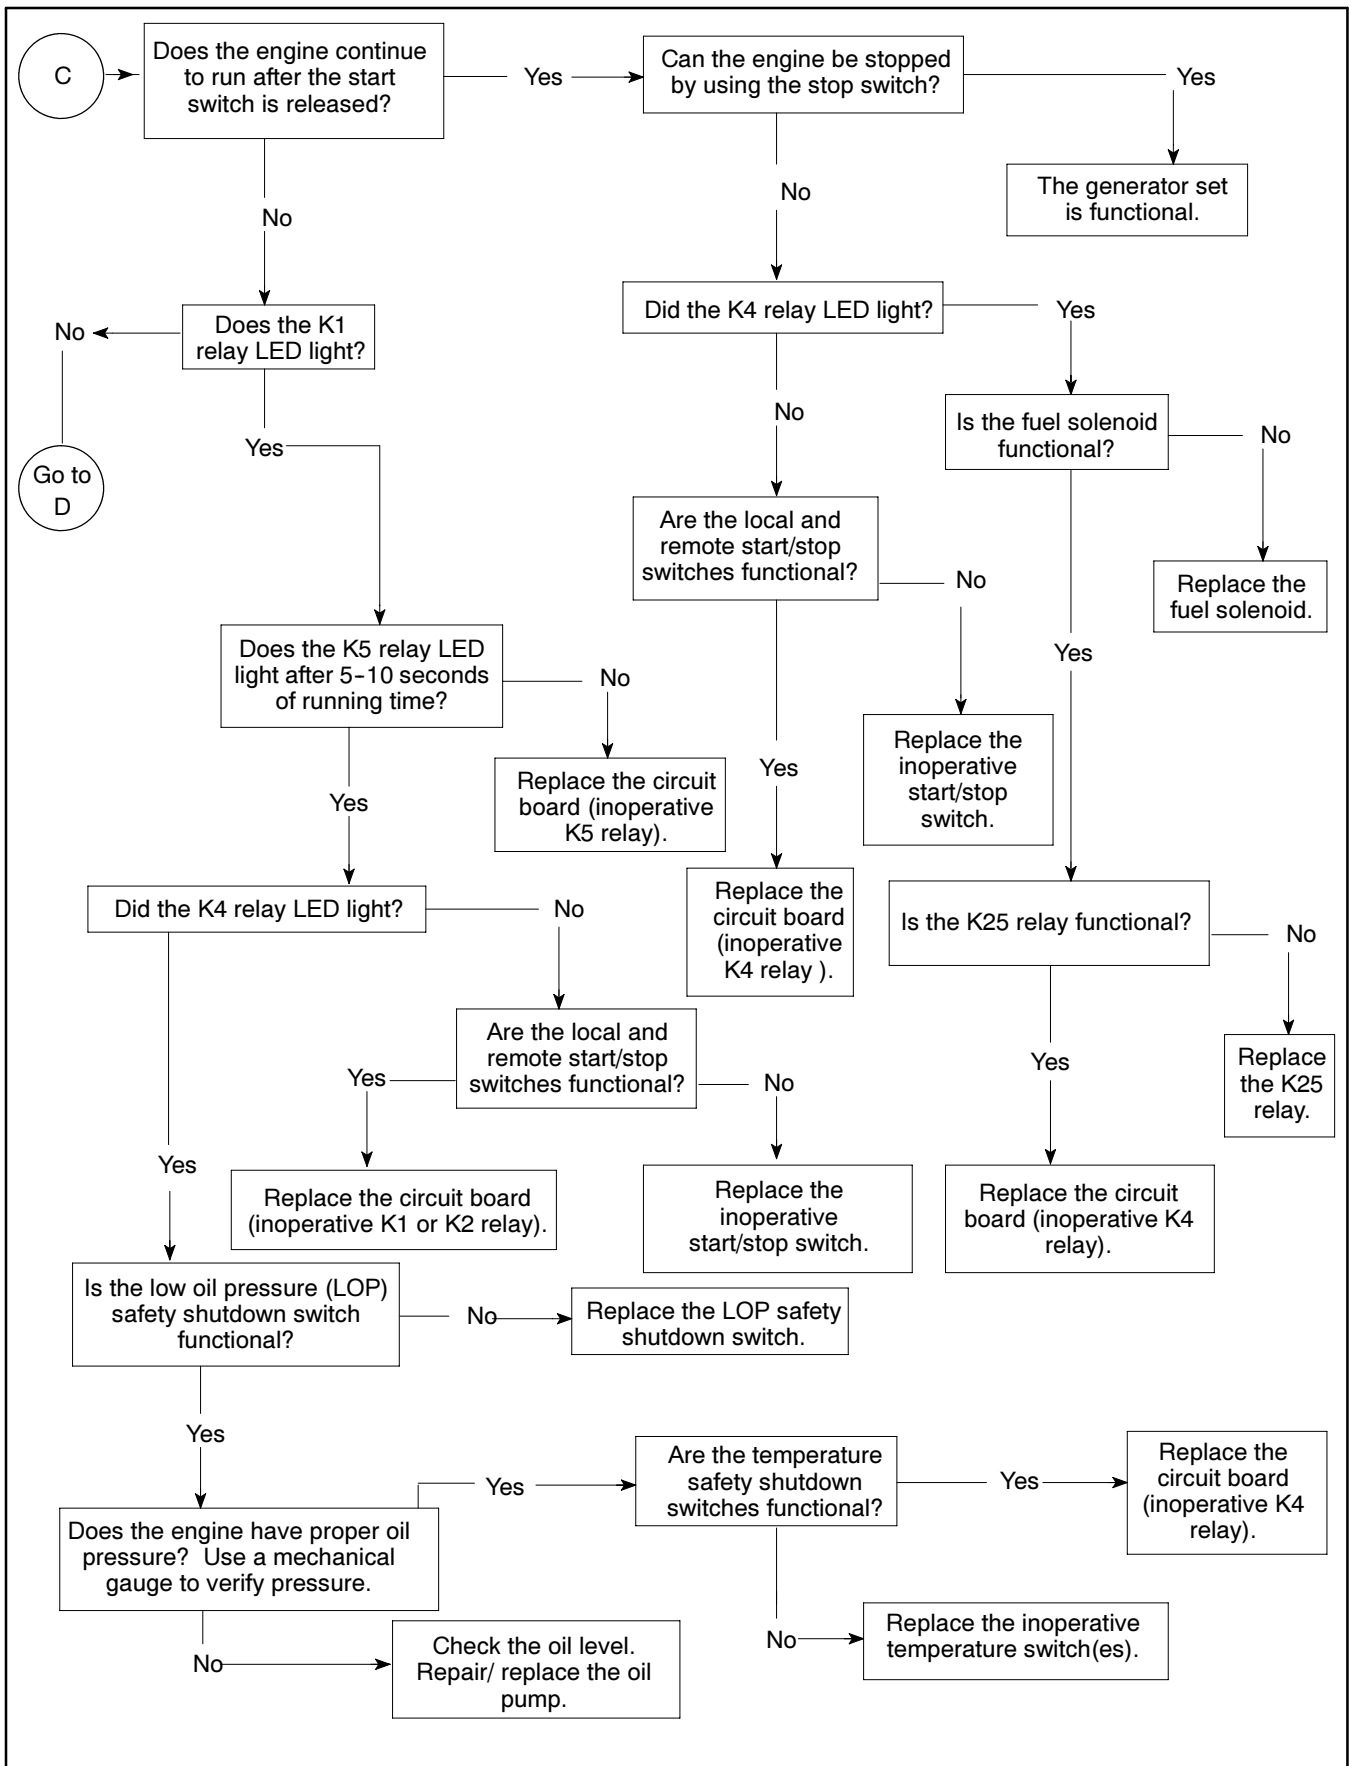 C
Does the engine continue
to run after the start
switch is released?
Yes
Can the engine be stopped
by using the stop switch?
Yes
The generator set
is functional.
No
No
Did the K4 relay LED light?
Yes
Does the K1
relay LED light?
No
Go to
D
Yes
No
Is the fuel solenoid
functional?
No
Replace the
fuel solenoid.
Are the local and
remote start/stop
switches functional?
No
Yes
Does the K5 relay LED
light after 5-10 seconds
of running time?
No
Replace the circuit
board (inoperative
K5 relay).
Yes
Replace the
inoperative
start/stop
switch.
Yes
Did the K4 relay LED light?
No
Replace the
circuit board
(inoperative
K4 relay ).
Is the K25 relay functional?
No
Are the local and
remote start/stop
switches functional?
Yes
No
Yes
Replace
the K25
relay.
Yes
Replace the circuit board
(inoperative K1 or K2 relay).
Replace the
inoperative
start/stop switch.
Replace the circuit
board (inoperative K4
relay).
Is the low oil pressure (LOP)
safety shutdown switch
functional?
No
Replace the LOP safety
shutdown switch.
Yes
Yes
Are the temperature
safety shutdown
switches functional?
Yes
Replace the
circuit board
(inoperative K4
relay).
Does the engine have proper oil
pressure? Use a mechanical
gauge to verify pressure.
No
Check the oil level.
Repair/ replace the oil
pump.
No
Replace the inoperative
temperature switch(es).